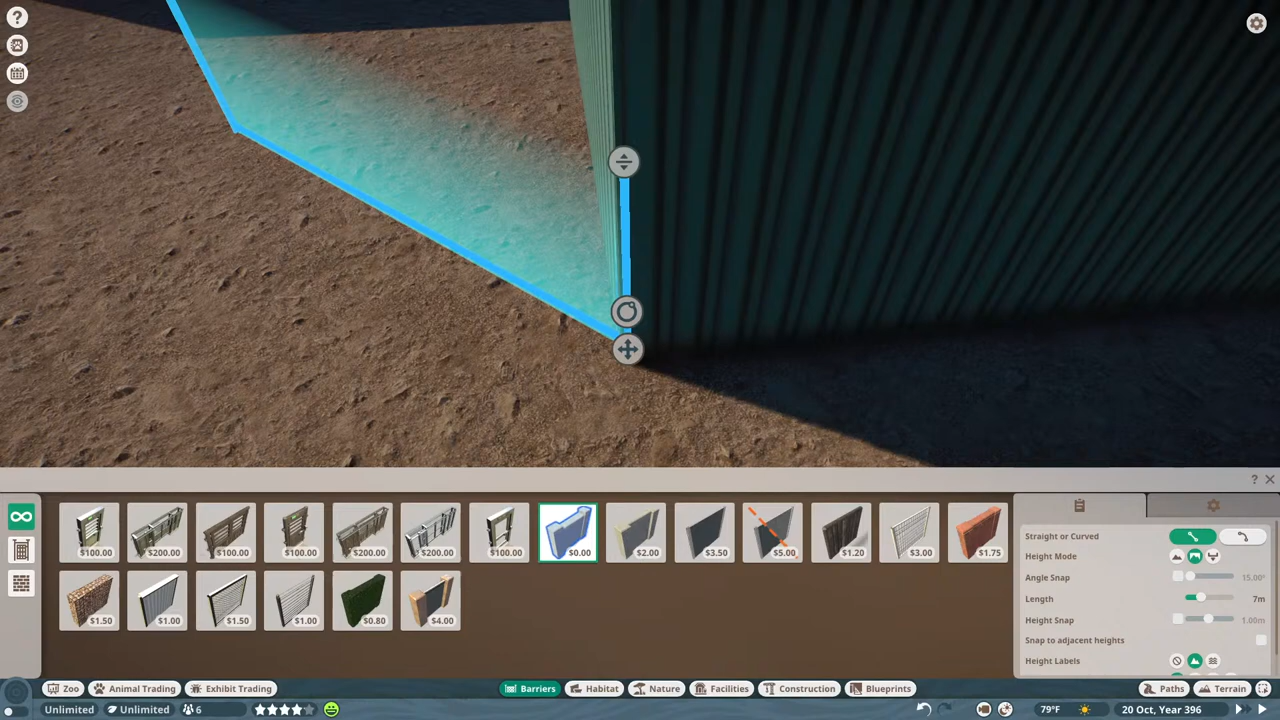 $100.00 $200.00 $100.00 $100.00 $200.00 $200.00 $100.00 $0.00 $2.00 $3.50 $5.00 $1.20 $3.00 $1.75
$1.50 $1.00 $1.50 $1.00 $0.80 $4.00
? ×
Straight or Curved
Height Mode
Angle Snap 15.00°
Length 7m
Height Snap 1.00m
Snap to adjacent heights
Height Labels
Zoo Animal Trading Exhibit Trading Barriers Habitat Nature Facilities Construction Blueprints Paths Terrain
Unlimited Unlimited 6 79°F 20 Oct, Year 396